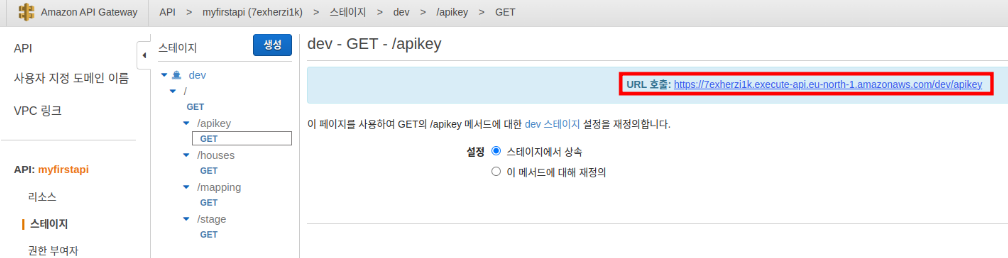 Amazon API Gateway API > myfirstapi (7exherzi1k) > 스테이지 > dev > /apikey > GET
API
사용자 지정 도메인 이름
VPC 링크
API: myfirstapi
리소스
스테이지
권한 부여자
스테이지 생성
dev
/
GET
/apikey
GET
/houses
GET
/mapping
GET
/stage
GET
dev - GET - /apikey
URL 호출: https://7exherzi1k.execute-api.eu-north-1.amazonaws.com/dev/apikey
이 페이지를 사용하여 GET의 /apikey 메서드에 대한 dev 스테이지 설정을 재정의합니다.
설정 스테이지에서 상속
이 메서드에 대해 재정의